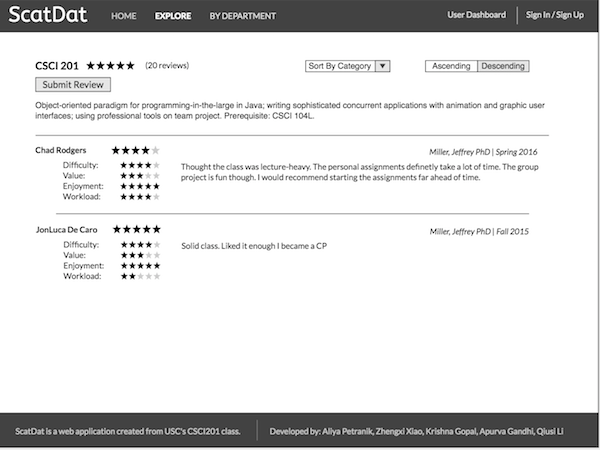 ScatDat HOME EXPLORE BY DEPARTMENT User Dashboard Sign In / Sign Up
CSCI 201 (20 reviews) Sort By Category Ascending Descending
Submit Review
Object-oriented paradigm for programming-in-the-large in Java; writing sophisticated concurrent applications with animation and graphic user
interfaces; using professional tools on team project. Prerequisite: CSCI 104L.
Chad Rodgers Miller, Jeffrey PhD | Spring 2016
Difficulty: Thought the class was lecture-heavy. The personal assignments definetly take a lot of time. The group
Value: project is fun though. I would recommend starting the assignments far ahead of time.
Enjoyment:
Workload:
JonLuca De Caro Miller, Jeffrey PhD | Fall 2015
Difficulty: Solid class. Liked it enough I became a CP
Value:
Enjoyment:
Workload:
ScatDat is a web application created from USC's CSCI201 class. Developed by: Aliya Petranik, Zhengxi Xiao, Krishna Gopal, Apurva Gandhi, Qiusi Li